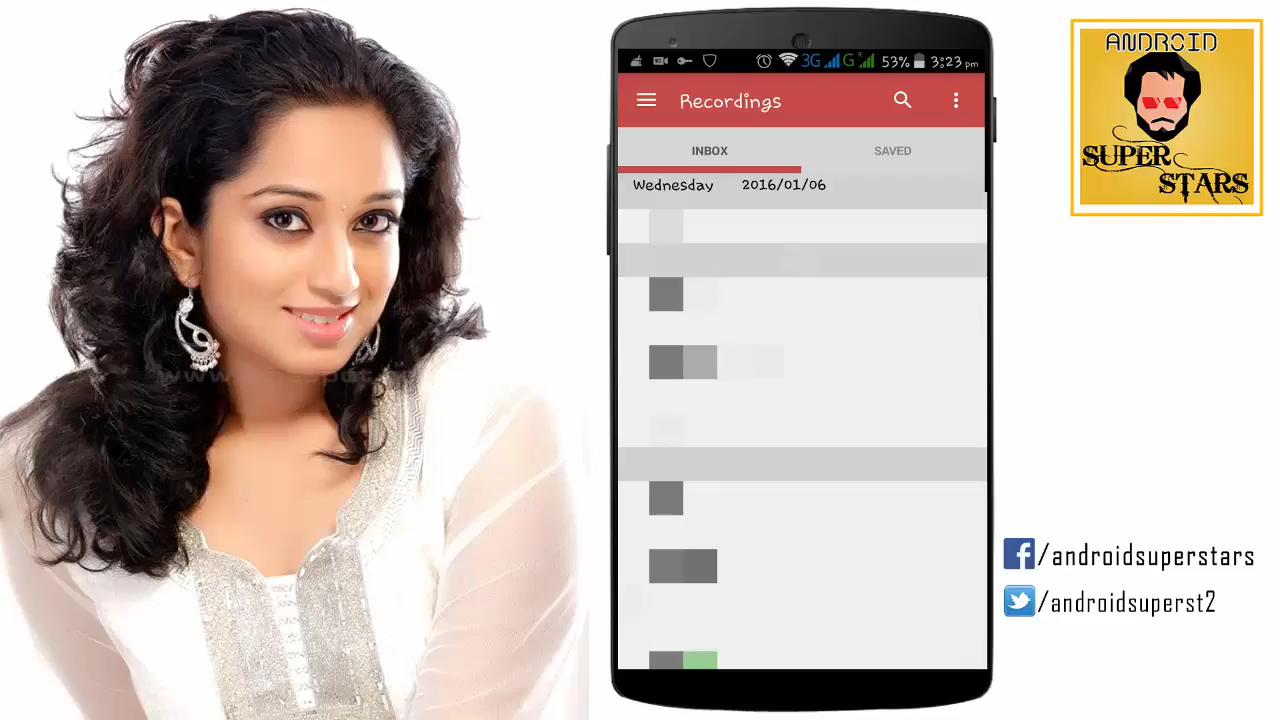 3G
G
53%
3:23 pm
Recordings
INBOX
SAVED
Wednesday 2016/01/06
ANDROID
SUPER
STARS
/androidsuperstars
/androidsuperst2